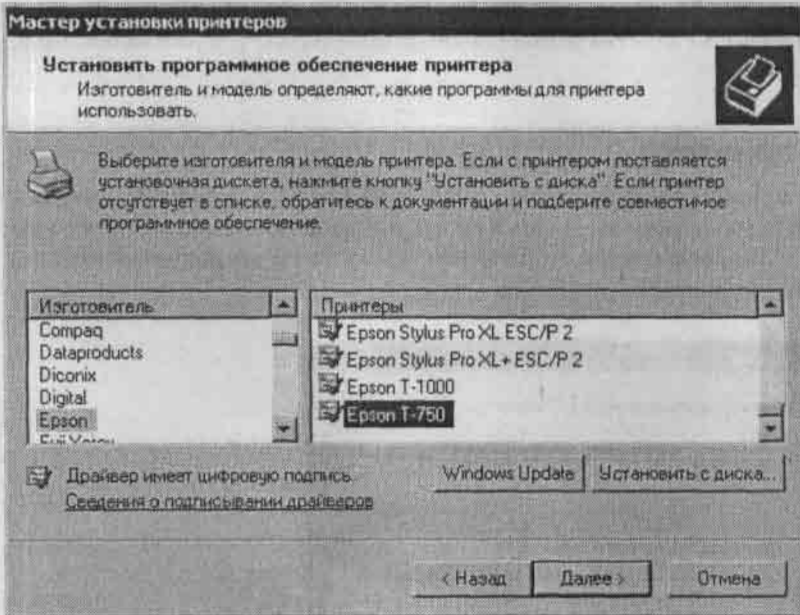 Мастер установки принтеров
Установить программное обеспечение принтера
Изготовитель и модель определяют, какие программы для принтера
использовать.
Выберите изготовителя и модель принтера. Если с принтером поставляется
установочная дискета, нажмите кнопку "Установить с диска". Если принтер
отсутствует в списке, обратитесь к документации и подберите совместимое
программное обеспечение.
Изготовитель
Compaq
Dataproducts
Diconix
Digital
Epson
Принтеры
Epson Stylus Pro XL ESC/P 2
Epson Stylus Pro XL+ ESC/P 2
Epson T-1000
Epson T-750
Драйвер имеет цифровую подпись.
Сведения о подписывании драйверов
Windows Update
Установить с диска...
< Назад
Далее >
Отмена